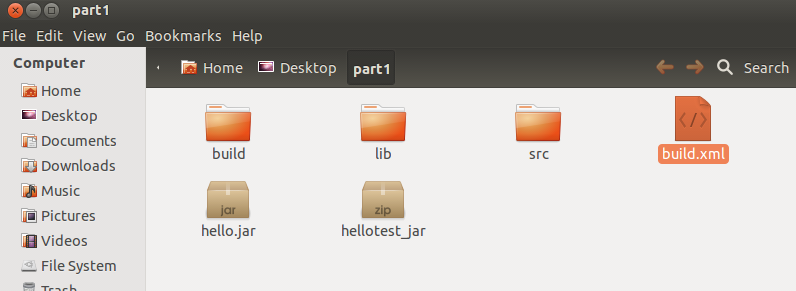 part1
File Edit View Go Bookmarks Help
Computer
Home
Desktop
Documents
Downloads
Music
Pictures
Videos
File System
Trash
Home Desktop part1 Search
build lib src build.xml
jar zip
hello.jar hellotest_jar